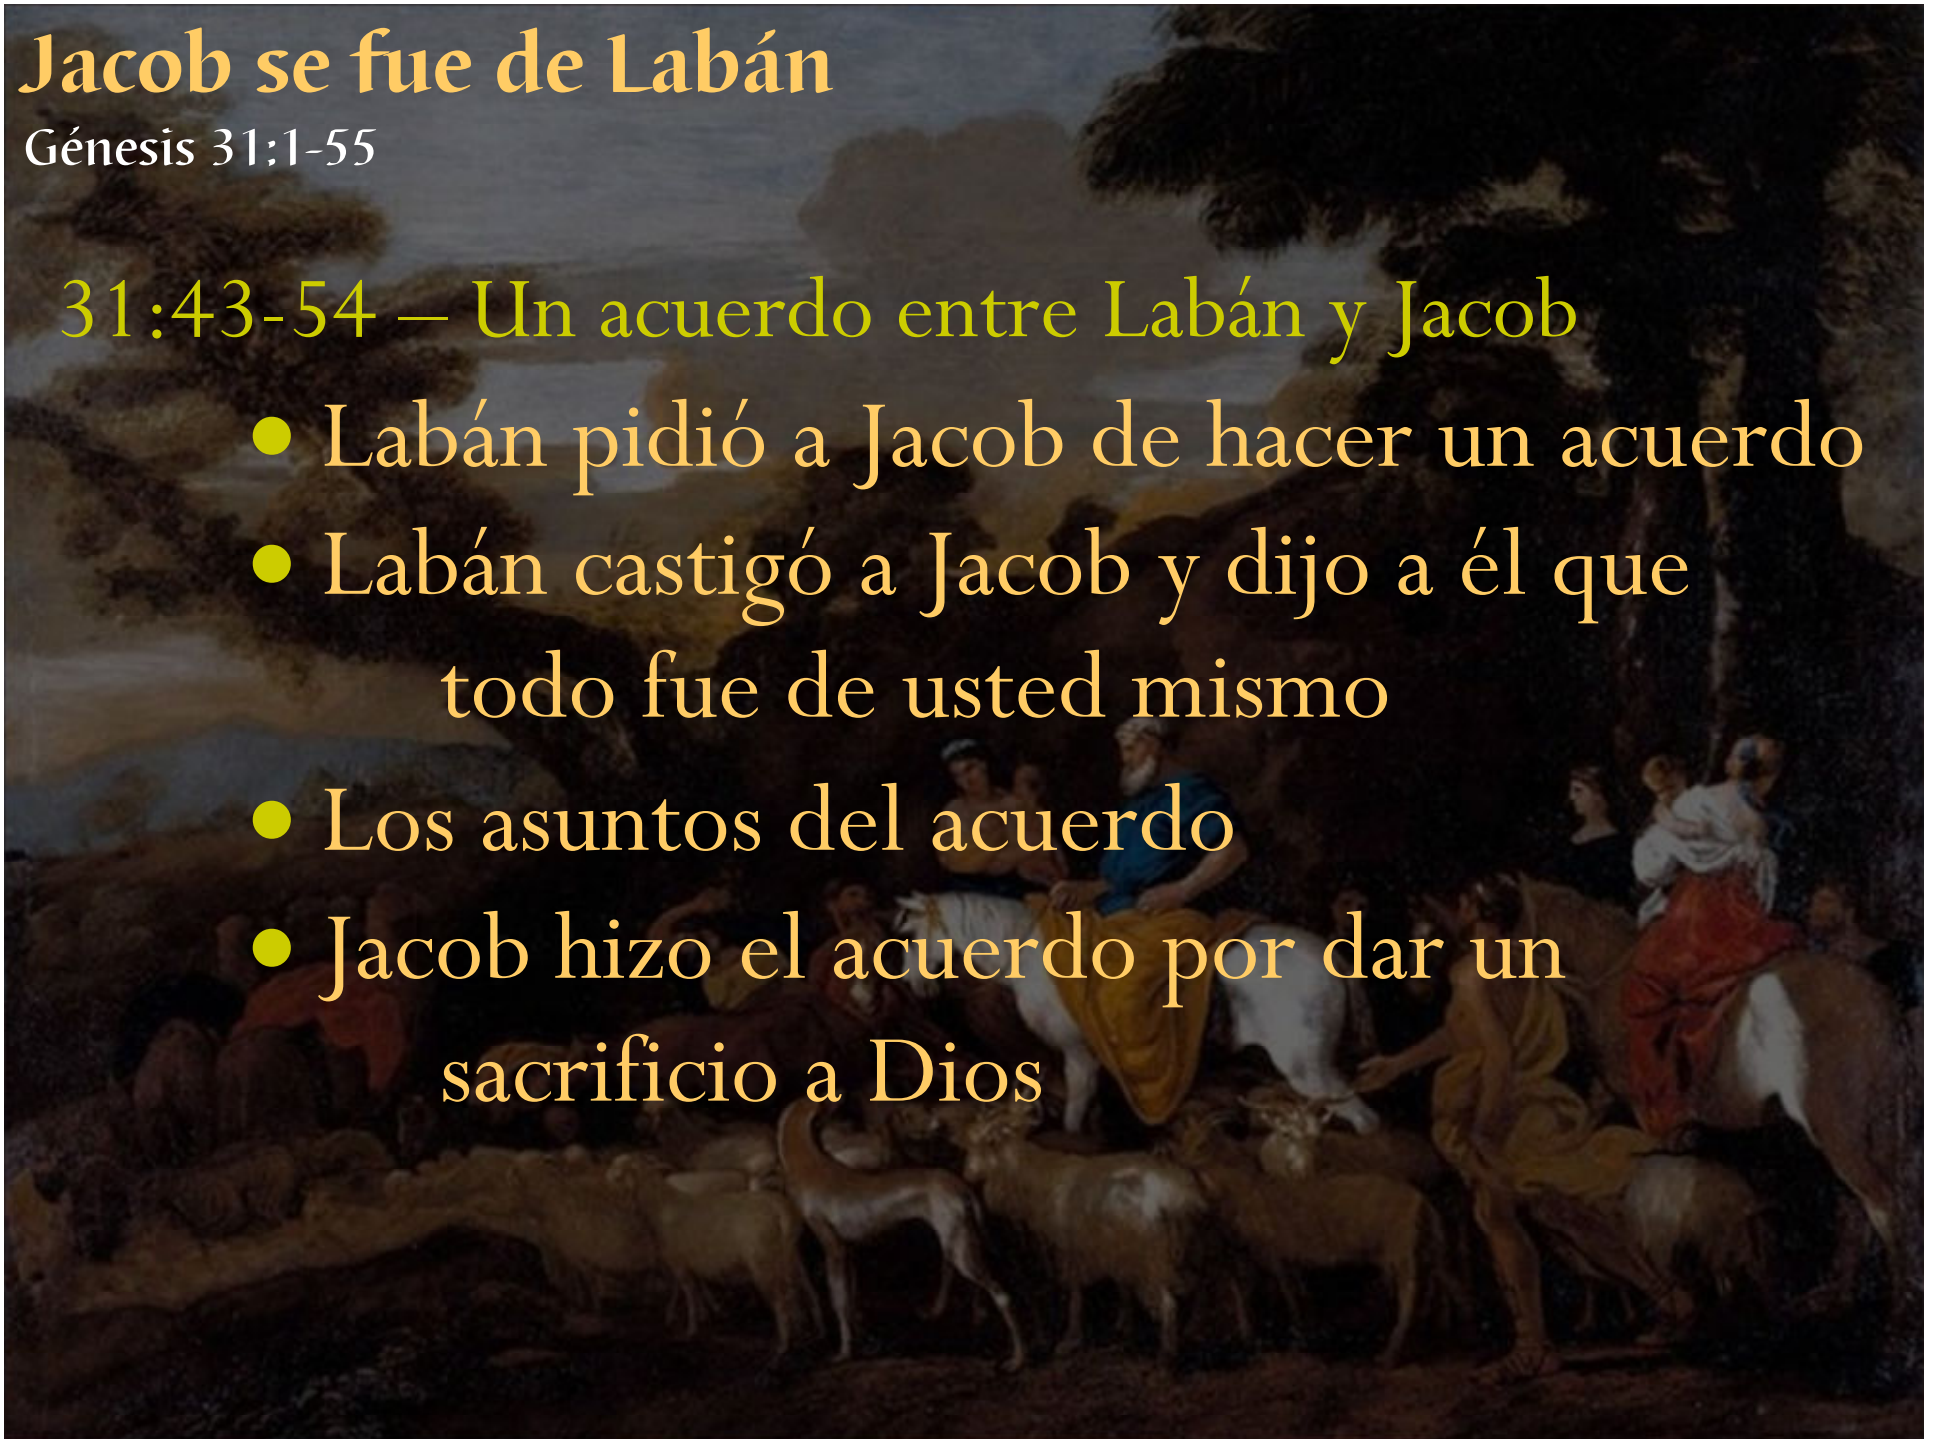 Jacob se fue de Labán
Génesis 31:1-55
31:43-54 – Un acuerdo entre Labán y Jacob
● Labán pidió a Jacob de hacer un acuerdo
● Labán castigó a Jacob y dijo a él que
todo fue de usted mismo
● Los asuntos del acuerdo
● Jacob hizo el acuerdo por dar un
sacrificio a Dios